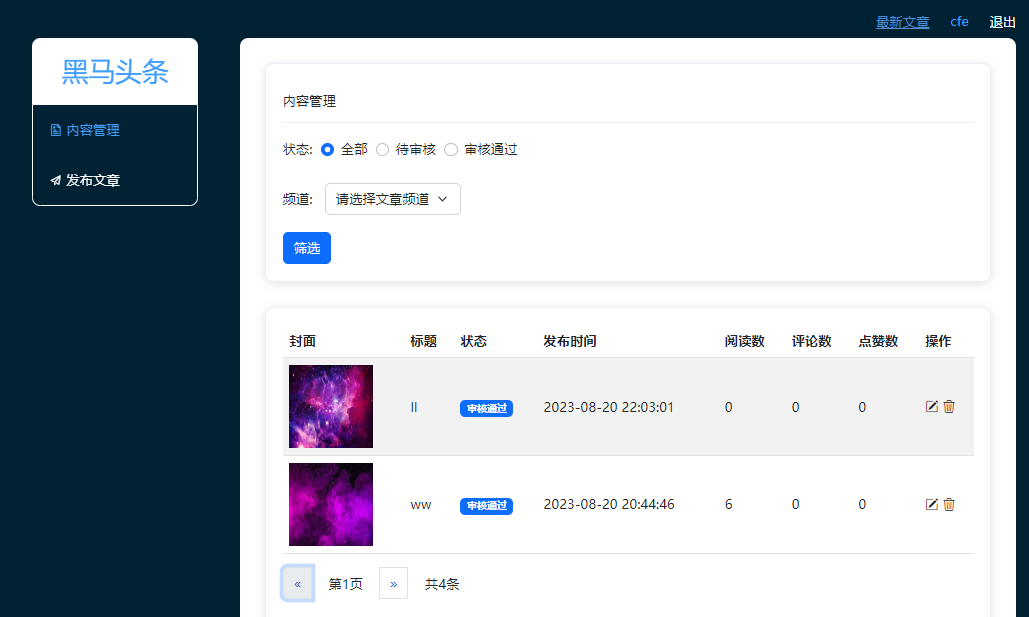 最新文章 cfe 退出
黑马头条
内容管理
发布文章
内容管理
状态: 全部 待审核 审核通过
频道: 请选择文章频道
筛选
封面 标题 状态 发布时间 阅读数 评论数 点赞数 操作
ll 审核通过 2023-08-20 22:03:01 0 0 0
ww 审核通过 2023-08-20 20:44:46 6 0 0
« 第1页 » 共4条